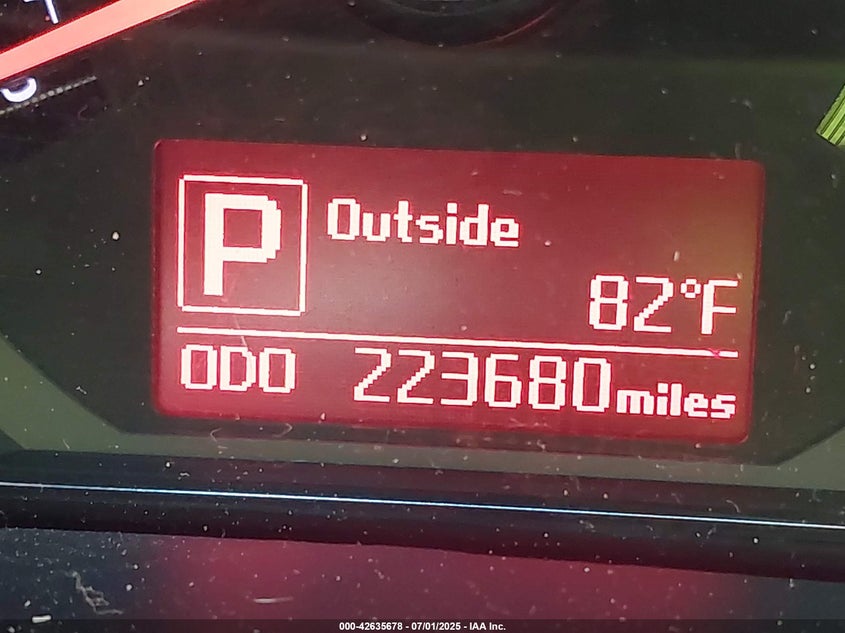 P
Outside
82°F
ODO 223680 miles
000-42635678 - 07/01/2025 - IAA Inc.